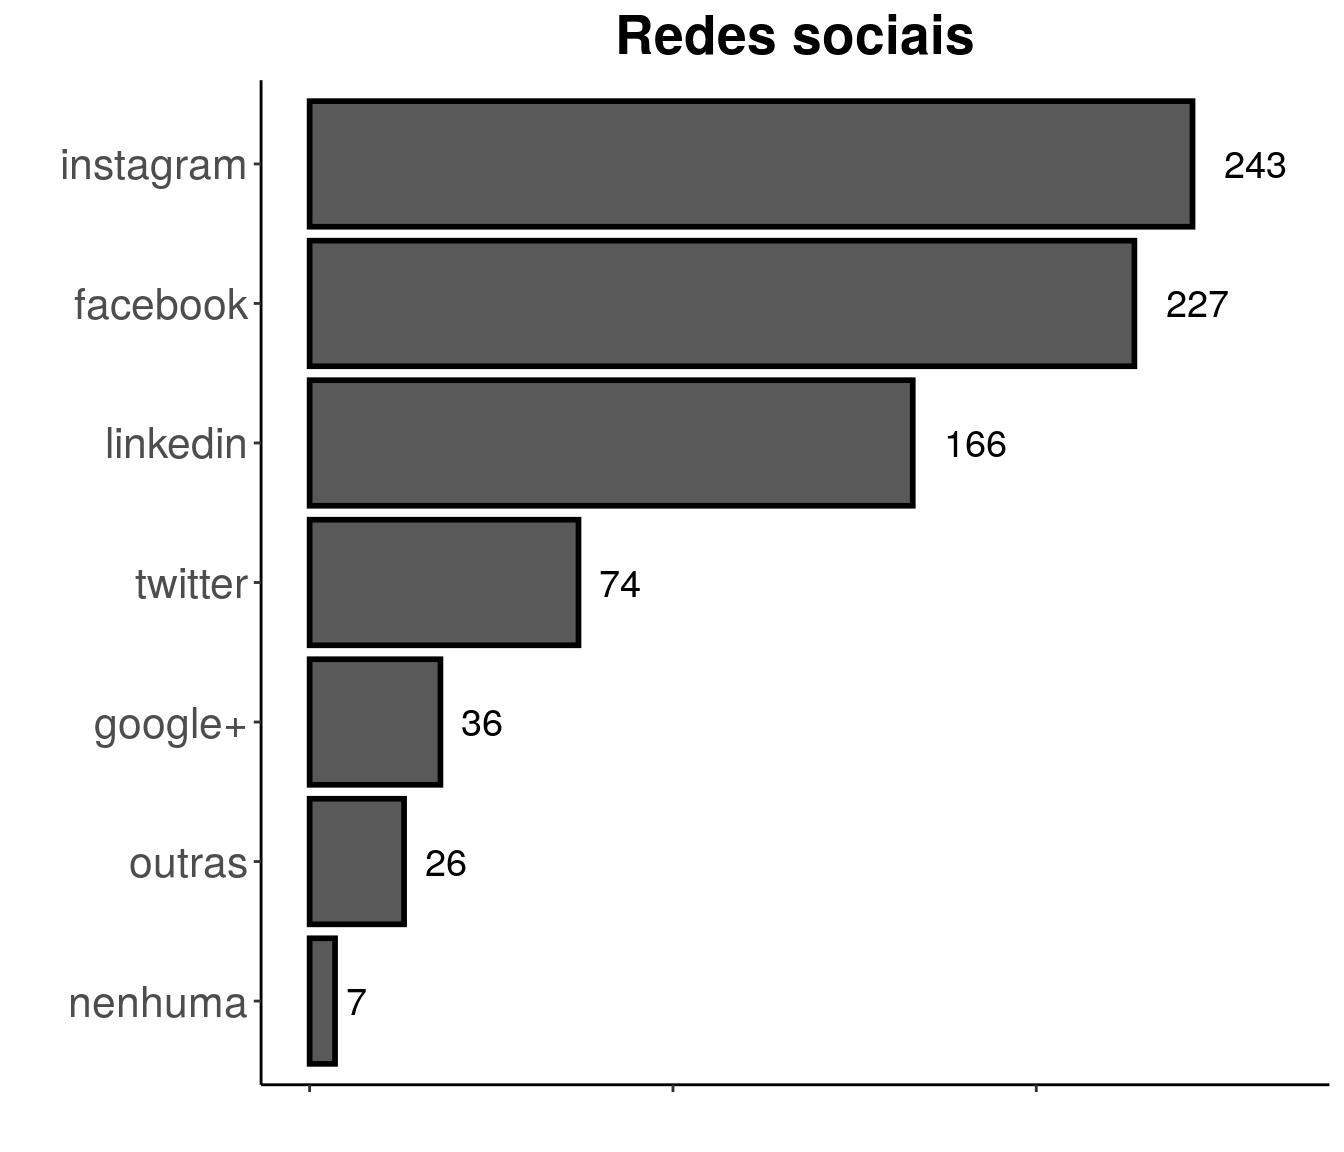 Redes sociais
instagram 243
facebook 227
linkedin 166
twitter 74
google+ 36
outras 26
nenhuma 7